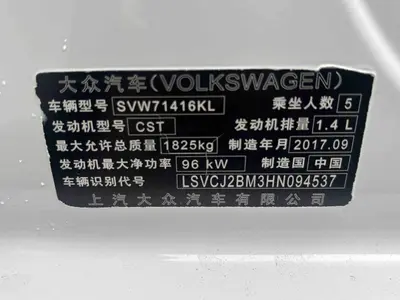 大众汽车(VOLKSWAGEN)
车辆型号 SVW71416KL 乘坐人数 5
发动机型号 CST 发动机排量 1.4 L
最大允许总质量 1825kg 制造年月 2017.09
发动机最大净功率 96 kW 制造国 中国
车辆识别代号 LSVCJ2BM3HN094537
上汽大众汽车有限公司